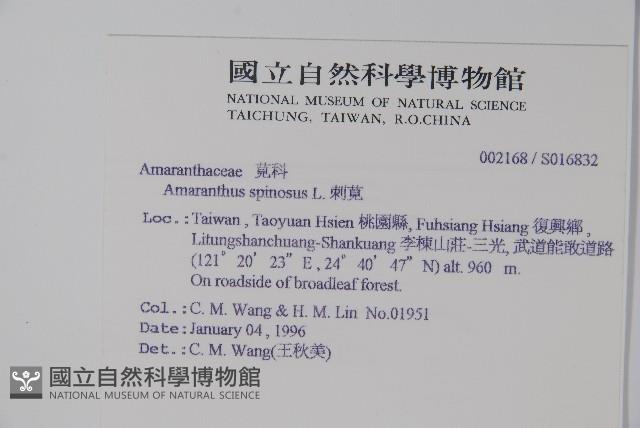 國立自然科學博物館
NATIONAL MUSEUM OF NATURAL SCIENCE
TAICHUNG, TAIWAN, R.O.CHINA
002168 / S016832
Amaranthaceae 莧科
Amaranthus spinosus L. 刺莧
Loc.:Taiwan , Taoyuan Hsien 桃園縣, Fuhsiang Hsiang 復興鄉 ,
Litungshanchuang-Shankuang 李棟山莊-三光, 武道能敢道路
(121° 20′ 23″ E , 24° 40′ 47″ N) alt. 960 m.
On roadside of broadleaf forest.
Col.:C. M. Wang & H. M. Lin No.01951
Date:January 04 , 1996
Det.:C. M. Wang(王秋美)
國立自然科學博物館
NATIONAL MUSEUM OF NATURAL SCIENCE